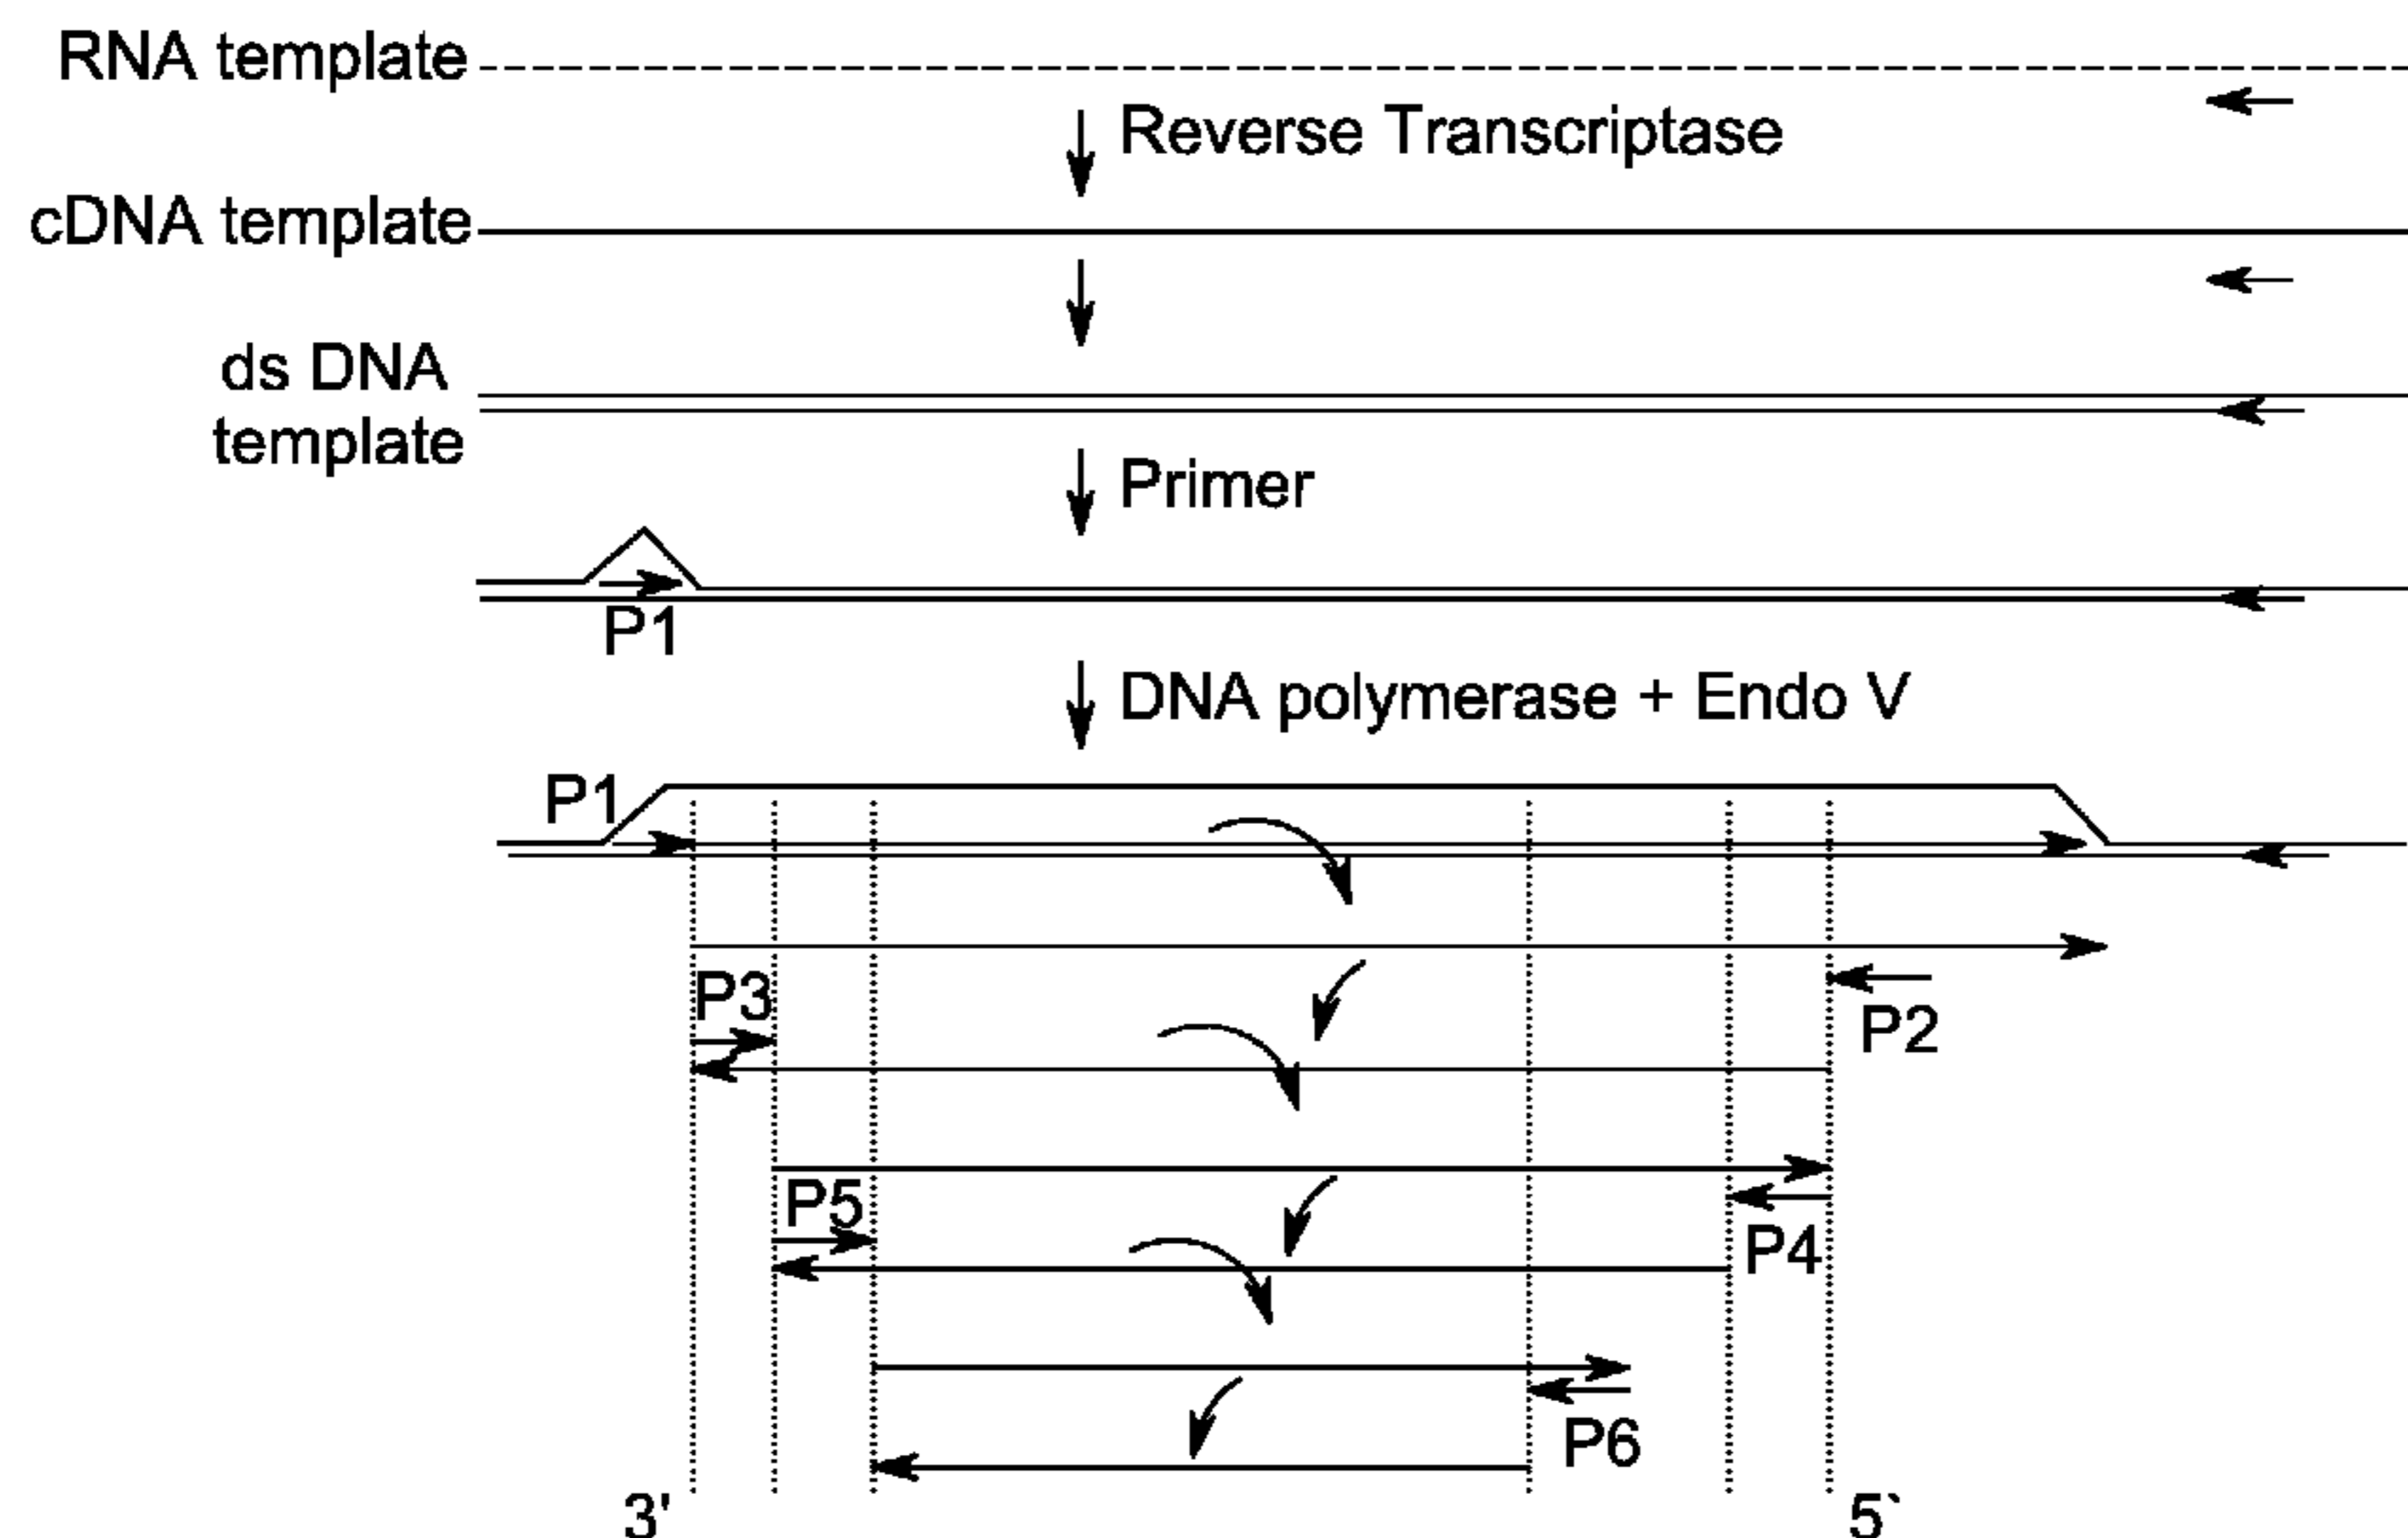 RNA template
Reverse Transcriptase
cDNA template
ds DNA
template
Primer
P1
DNA polymerase + Endo V
P1
P3
P2
P5
P4
P6
3'
5`